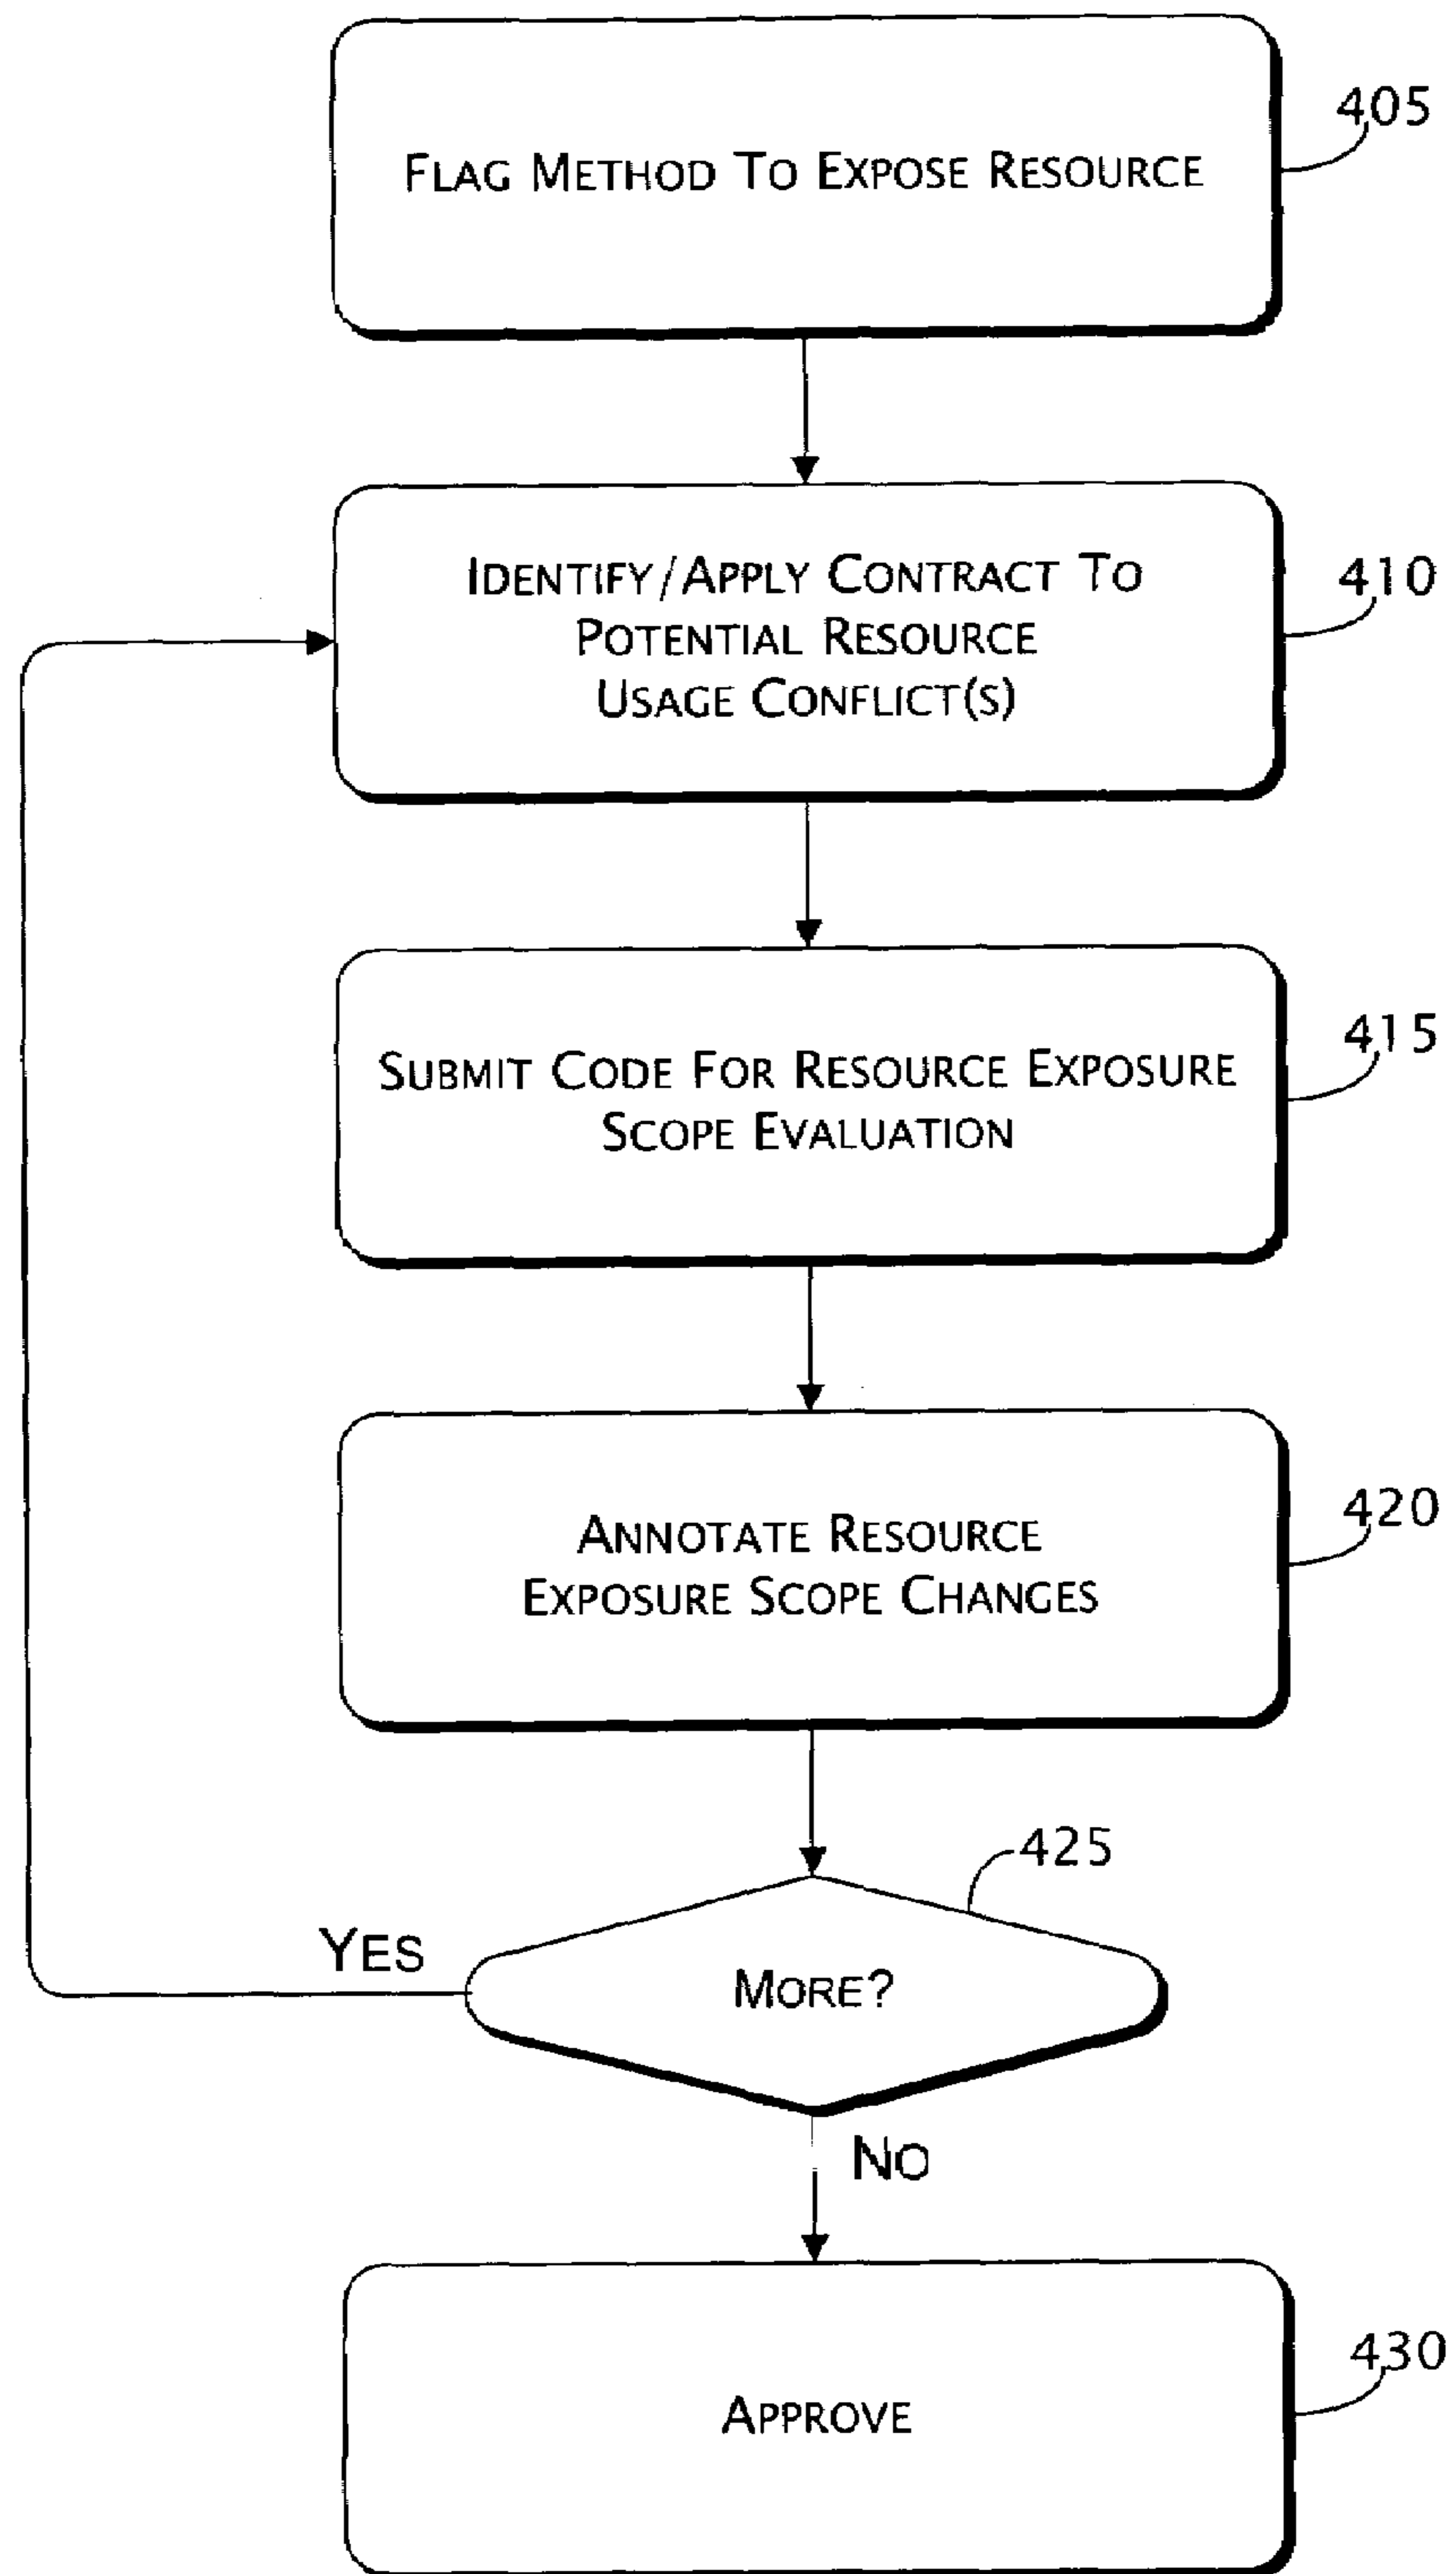 FLAG METHOD TO EXPOSE RESOURCE
405
IDENTIFY/APPLY CONTRACT TO
POTENTIAL RESOURCE
USAGE CONFLICT(S)
410
SUBMIT CODE FOR RESOURCE EXPOSURE
SCOPE EVALUATION
415
ANNOTATE RESOURCE
EXPOSURE SCOPE CHANGES
420
425
YES
MORE?
NO
APPROVE
430